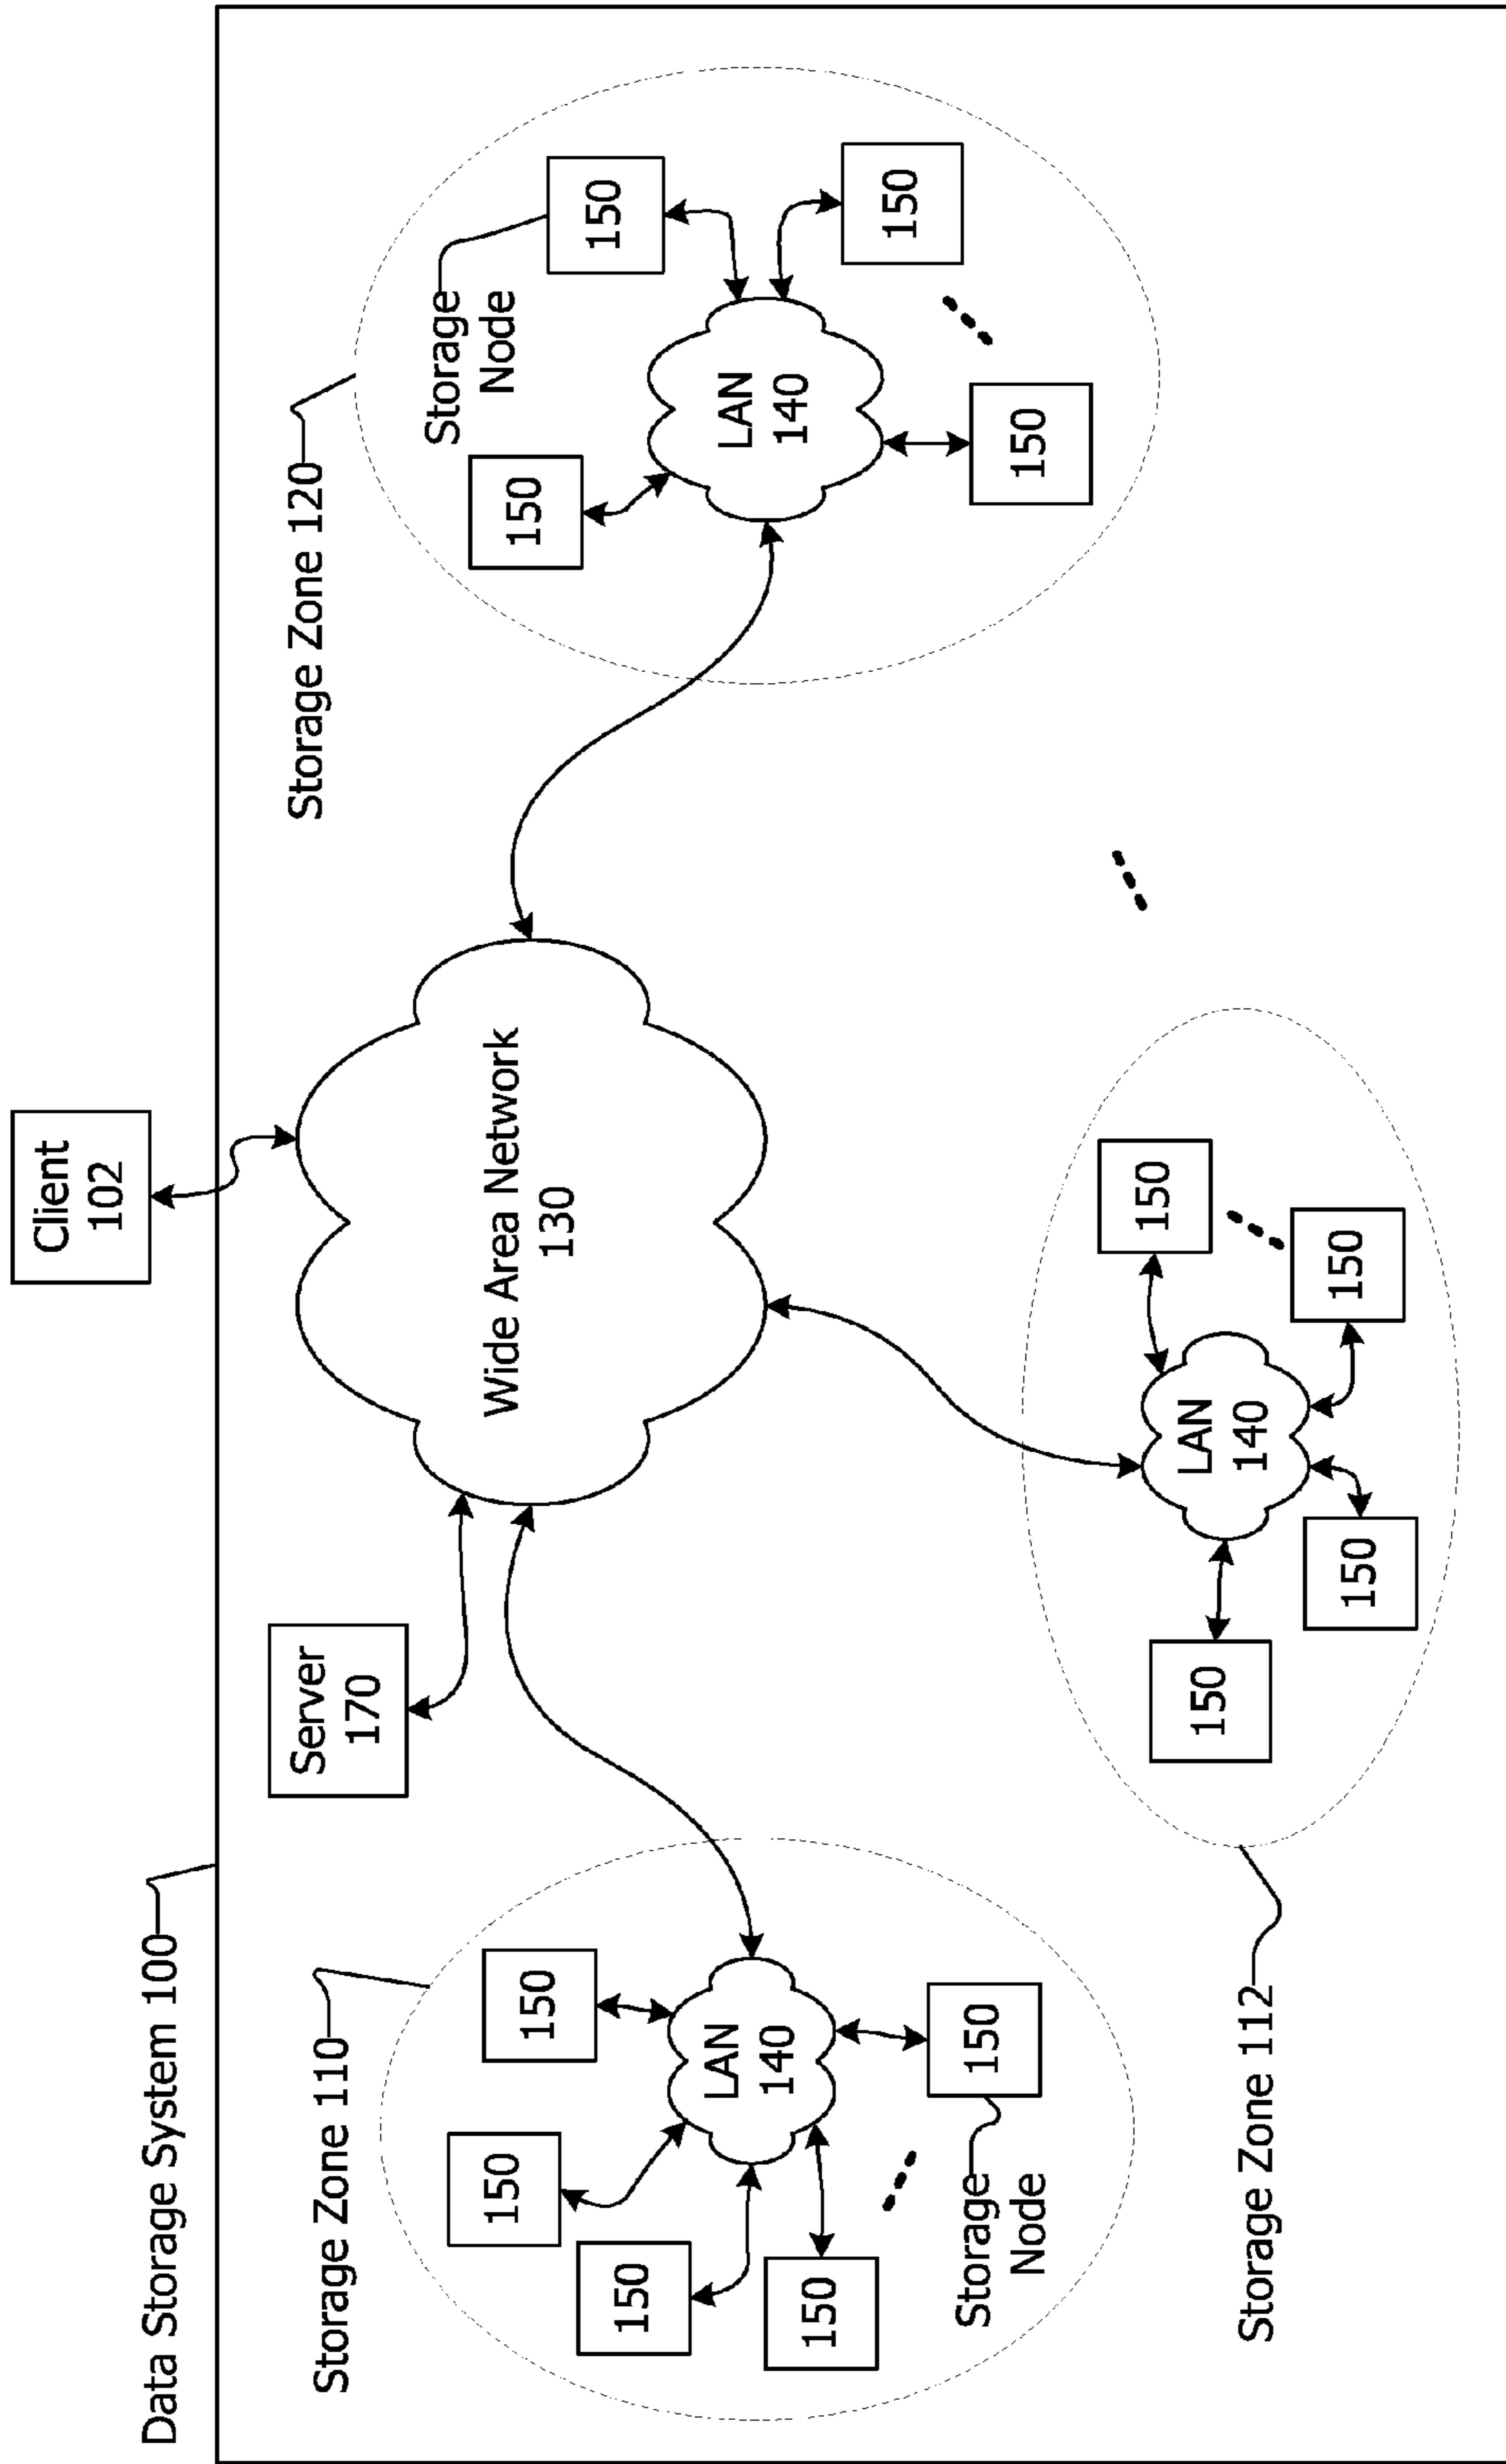 Client
102
Data Storage System 100
Server
170
Storage Zone 110
Storage Zone 120
Wide Area Network
130
150
150
150
150
150
LAN
140
Storage
Node
Storage
Node
150
150
150
150
LAN
140
150
150
150
150
LAN
140
Storage Zone 112